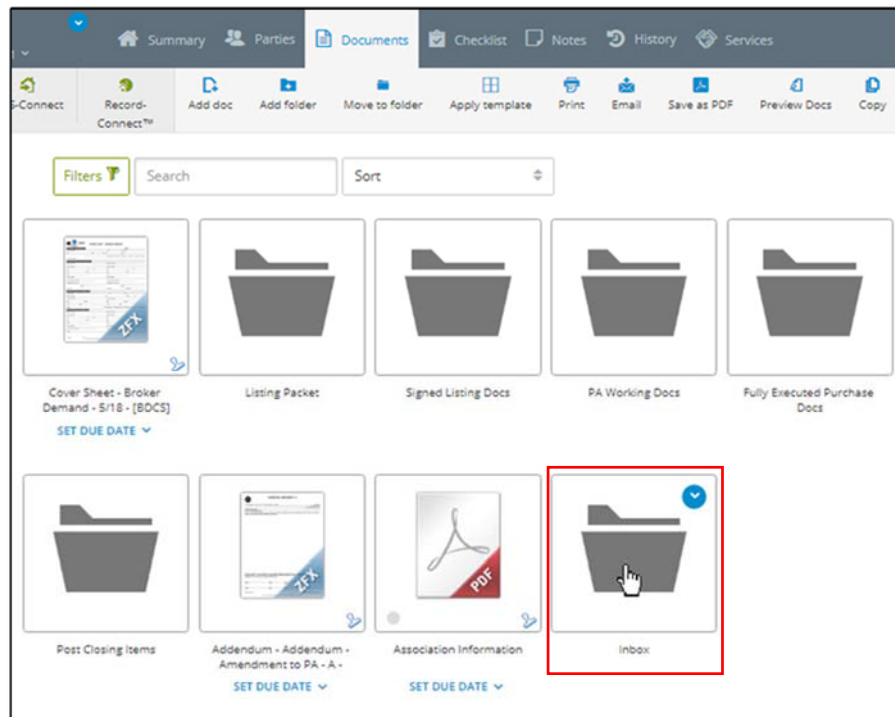 Summary
Parties
Documents
Checklist
Notes
History
Services
S-Connect
Record-
Connect™
Add doc
Add folder
Move to folder
Apply template
Print
Email
Save as PDF
Preview Docs
Copy
Filters
Search
Sort
ZFX
Cover Sheet - Broker
Demand - 5/18 - [BDCS]
SET DUE DATE
Listing Packet
Signed Listing Docs
PA Working Docs
Fully Executed Purchase
Docs
Post Closing Items
ZFX
Addendum - Addendum -
Amendment to PA - A -
SET DUE DATE
PDF
Association Information
SET DUE DATE
Inbox